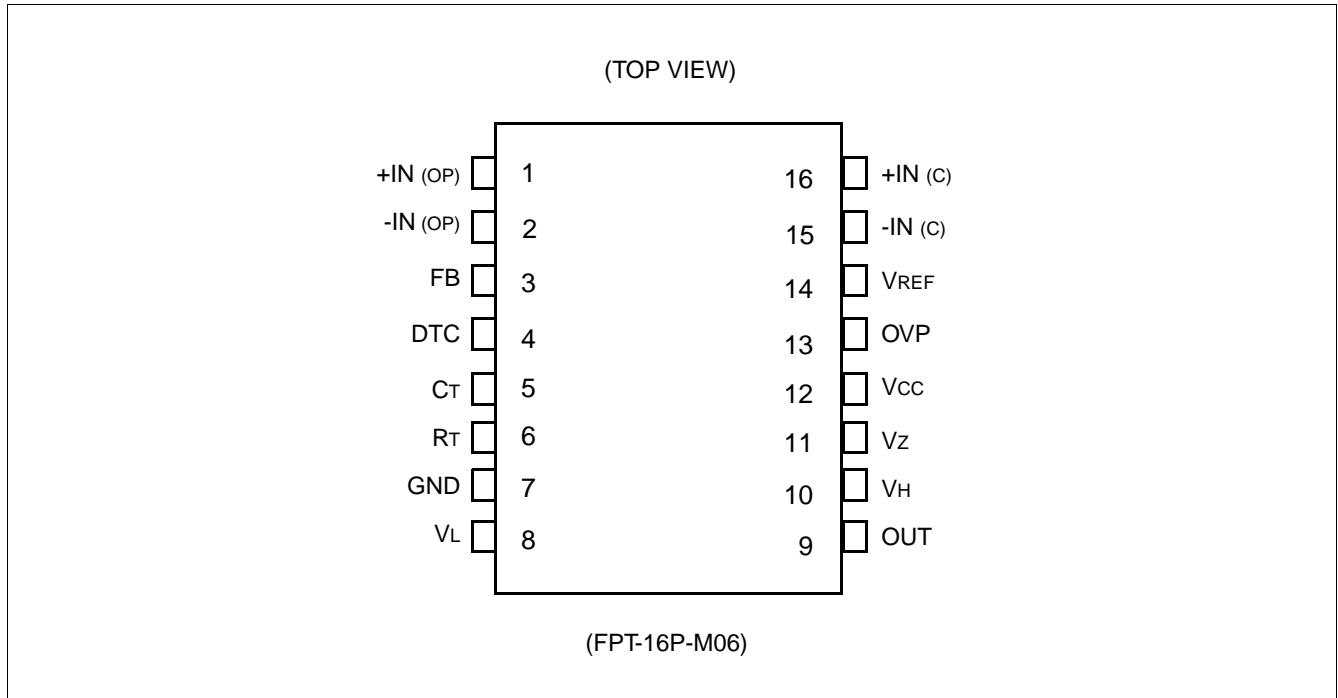 (TOP VIEW)
+IN (OP) 1 16 +IN (C)
-IN (OP) 2 15 -IN (C)
FB 3 14 VREF
DTC 4 13 OVP
CT 5 12 VCC
RT 6 11 VZ
GND 7 10 VH
VL 8 9 OUT
(FPT-16P-M06)